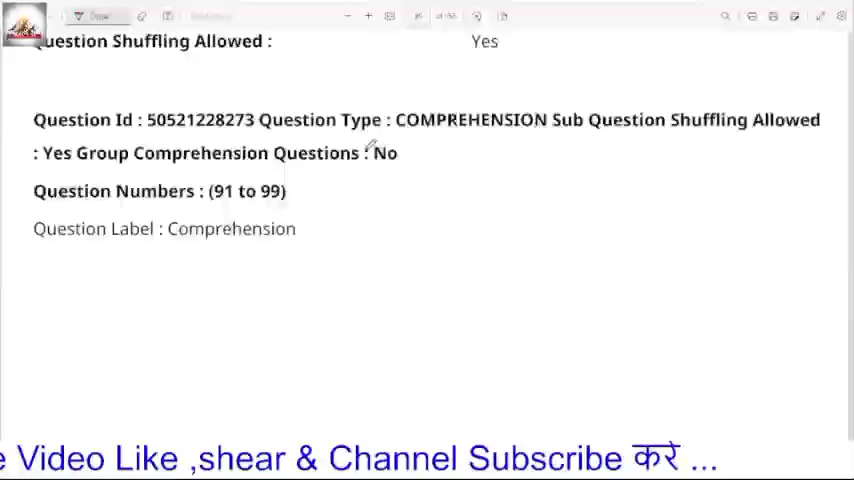 Draw
Question Shuffling Allowed : Yes
Question Id : 50521228273 Question Type : COMPREHENSION Sub Question Shuffling Allowed
: Yes Group Comprehension Questions : No
Question Numbers : (91 to 99)
Question Label : Comprehension
e Video Like ,shear & Channel Subscribe करे ...